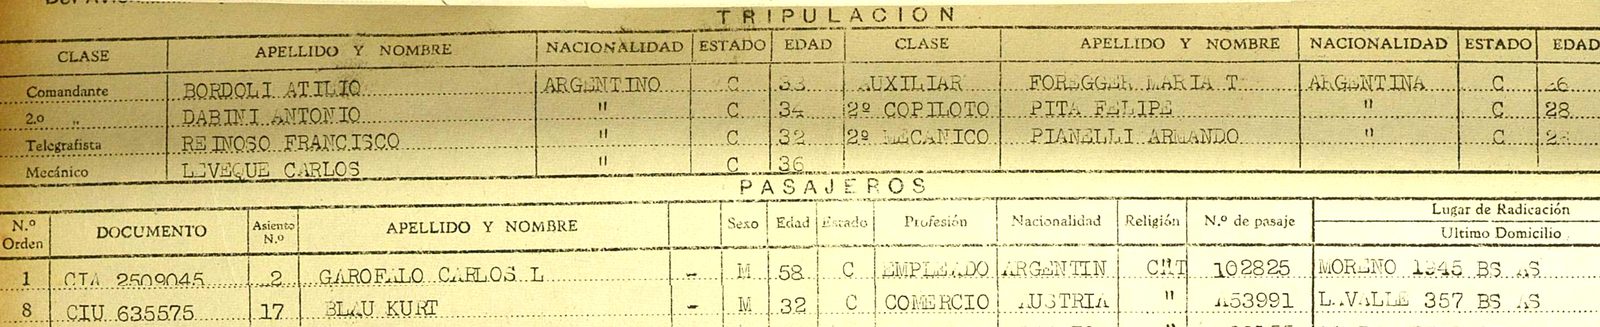 TRIPULACION
CLASE APELLIDO Y NOMBRE NACIONALIDAD ESTADO EDAD CLASE APELLIDO Y NOMBRE NACIONALIDAD ESTADO EDAD
Comandante BORDOLI ATILIO ARGENTINO C 33 AUXILIAR FOREGGER MARIA T ARGENTINA C
2.o „ DABINI ANTONIO " C 34 2º COPILOTO PITA FELIPE " C 28
Telegrafista REINOSO FRANCISCO " C 32 2º MECANICO PIANELLI ARMANDO " C
Mecánico LEVEQUE CARLOS " C 36
PASAJEROS
N.º Orden DOCUMENTO Asiento N.º APELLIDO Y NOMBRE Sexo Edad Estado Profesión Nacionalidad Religión N.º de pasaje Lugar de Radicación
Ultimo Domicilio
1 CIA 2509045 2 GAROFALO CARLOS L - M 58 C EMPLEADO ARGENTIN 102825 MORENO 1945 BS AS
8 CIU 635575 17 BLAU KURT - M 32 C COMERCIO AUSTRIA " A53991 LAVALLE 357 BS AS